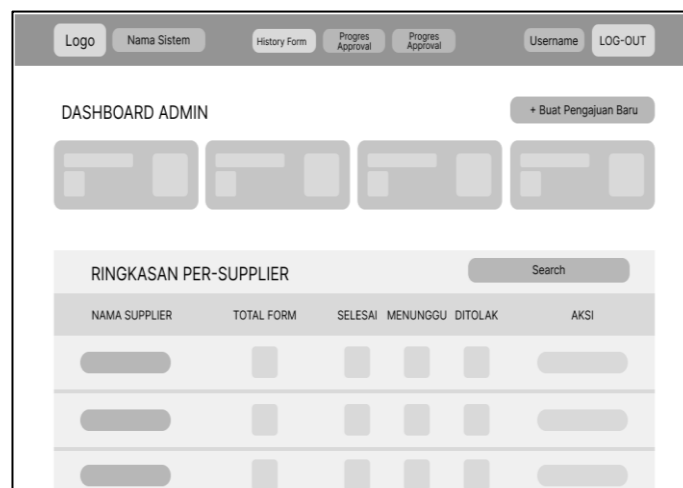 Logo
Nama Sistem
History Form
Progres
Approval
Progres
Approval
Username
LOG-OUT
DASHBOARD ADMIN
+ Buat Pengajuan Baru
RINGKASAN PER-SUPPLIER
Search
NAMA SUPPLIER TOTAL FORM SELESAI MENUNGGU DITOLAK AKSI